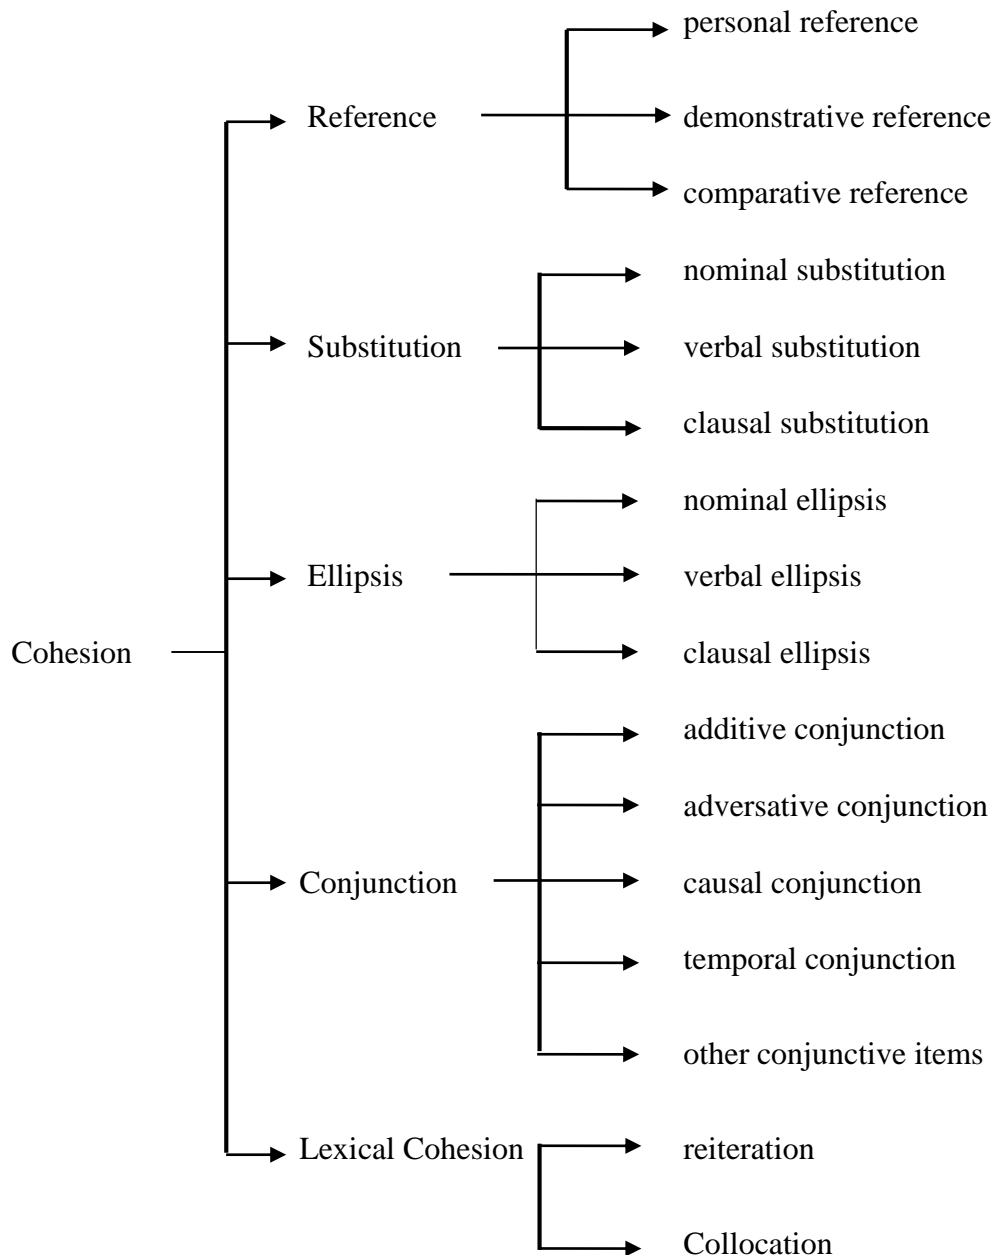 personal reference
Reference
demonstrative reference
comparative reference
nominal substitution
Substitution
verbal substitution
clausal substitution
nominal ellipsis
Ellipsis
verbal ellipsis
Cohesion
clausal ellipsis
additive conjunction
adversative conjunction
Conjunction
causal conjunction
temporal conjunction
other conjunctive items
Lexical Cohesion
reiteration
Collocation